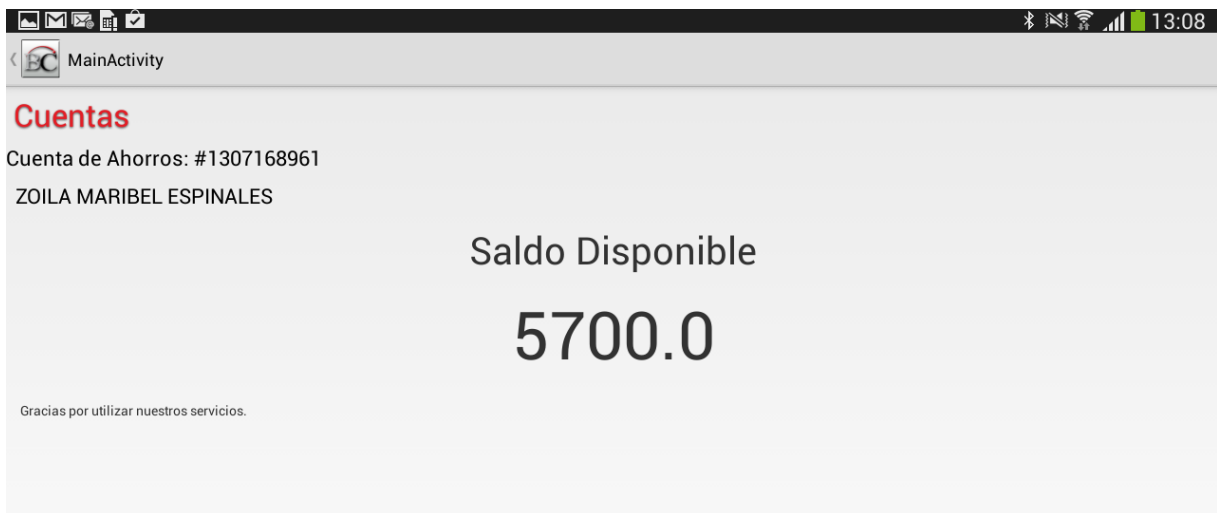 13:08
BC MainActivity
Cuentas
Cuenta de Ahorros: #1307168961
ZOILA MARIBEL ESPINALES
Saldo Disponible
5700.0
Gracias por utilizar nuestros servicios.